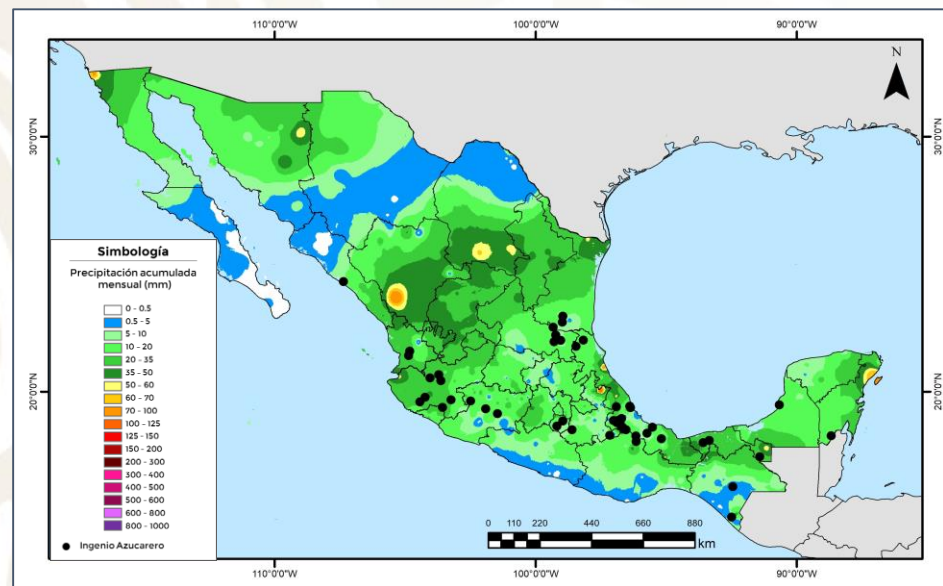 110°0'0"W 100°0'0"W 90°0'0"W
N
30°0'0"N 30°0'0"N
20°0'0"N 20°0'0"N
Simbología
Precipitación acumulada
mensual (mm)
0 - 0.5
0.5 - 5
5 - 10
10 - 20
20 - 35
35 - 50
50 - 60
60 - 70
70 - 100
100 - 125
125 - 150
150 - 200
200 - 300
300 - 400
400 - 500
500 - 600
600 - 800
800 - 1000
Ingenio Azucarero
0 110 220 440 660 880
km
110°0'0"W 100°0'0"W 90°0'0"W